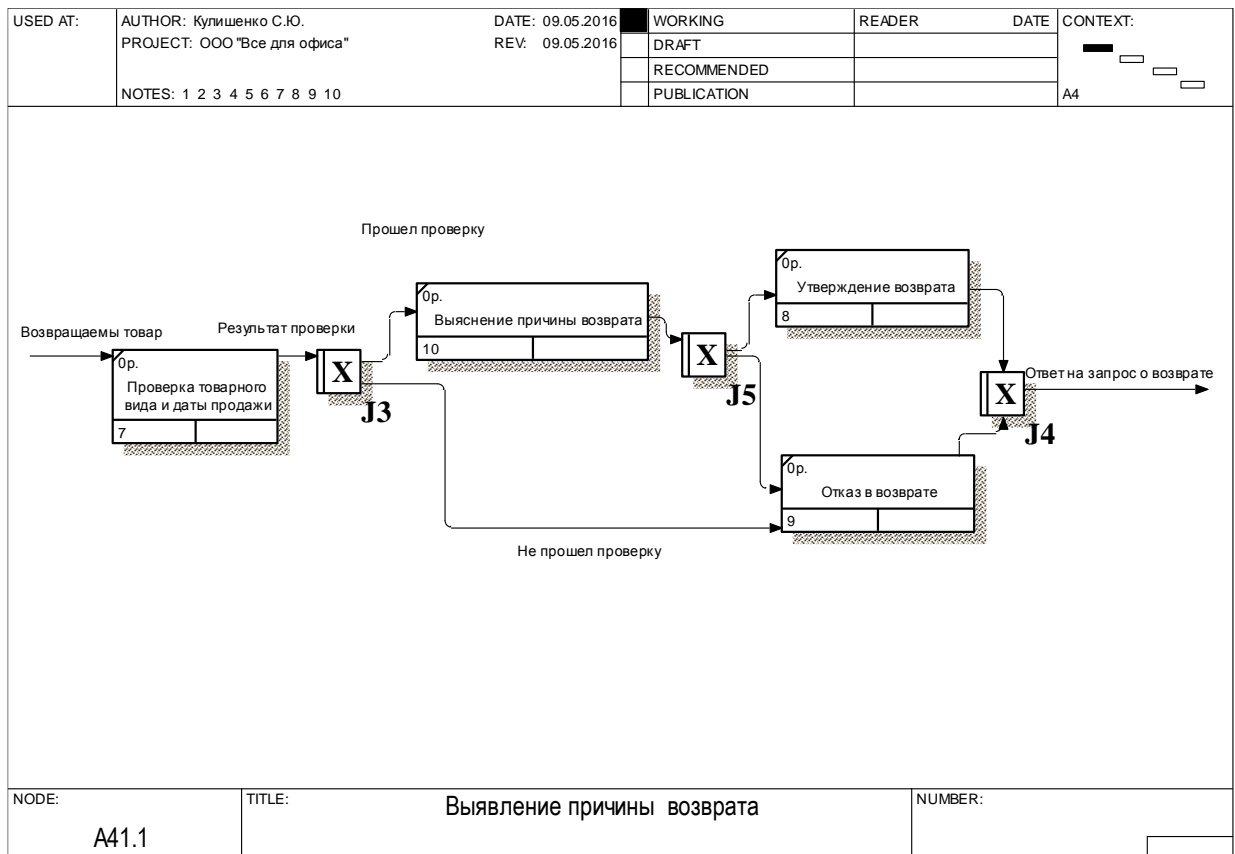 USED AT:
AUTHOR: Кулишенко С.Ю.
DATE: 09.05.2016
WORKING
READER
DATE
CONTEXT:
PROJECT: ООО "Все для офиса"
REV: 09.05.2016
DRAFT
RECOMMENDED
NOTES: 1 2 3 4 5 6 7 8 9 10
PUBLICATION
A4
Прошел проверку
0р.
Утверждение возврата
8
0р.
Выяснение причины возврата
10
Возвращаемы товар
Результат проверки
0р.
Проверка товарного
вида и даты продажи
7
X
J3
X
J5
X
J4
Ответ на запрос о возврате
0р.
Отказ в возврате
9
Не прошел проверку
NODE:
A41.1
TITLE:
Выявление причины возврата
NUMBER: